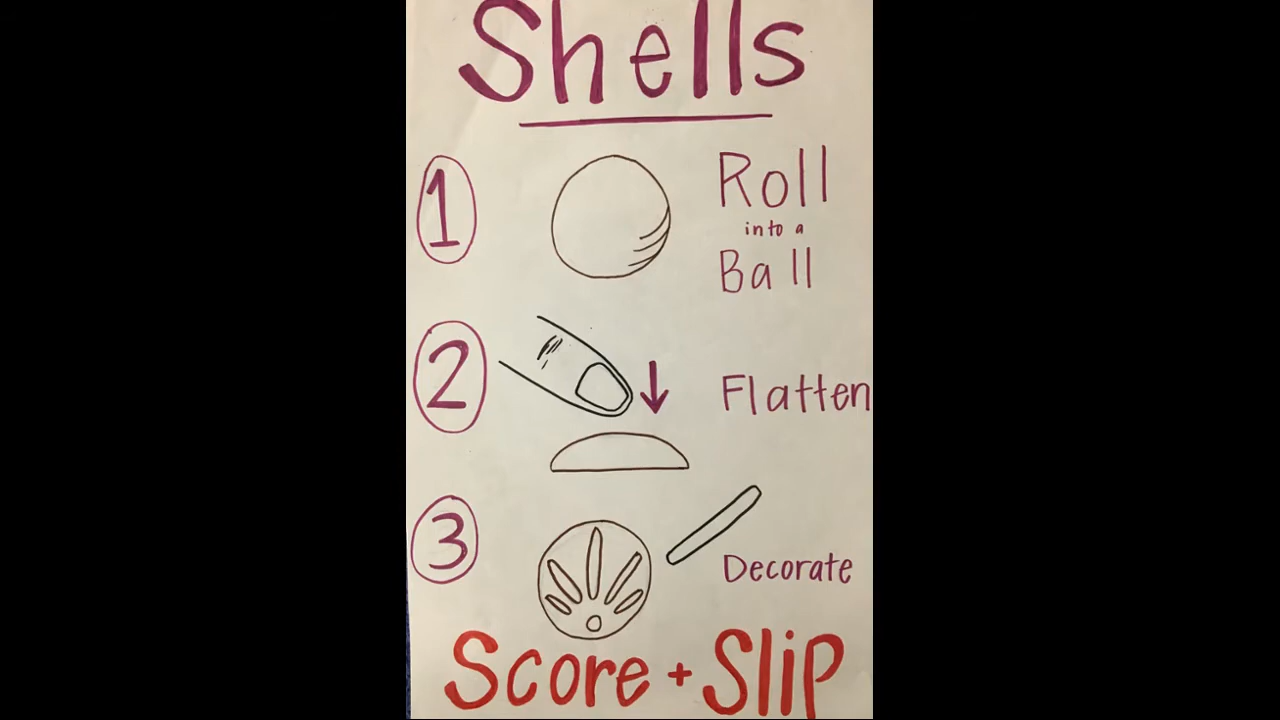 Shells
1
Roll
into a
Ball
2
Flatten
3
Decorate
Score + Slip